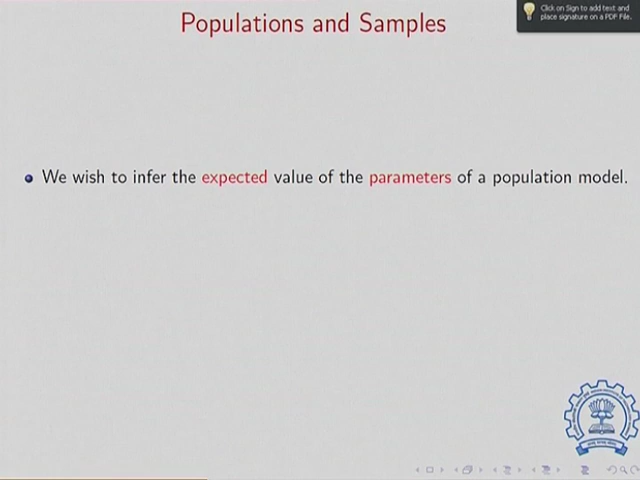 Populations and Samples
Click on Sign to add text and
place signature on a PDF File.
We wish to infer the expected value of the parameters of a population model.